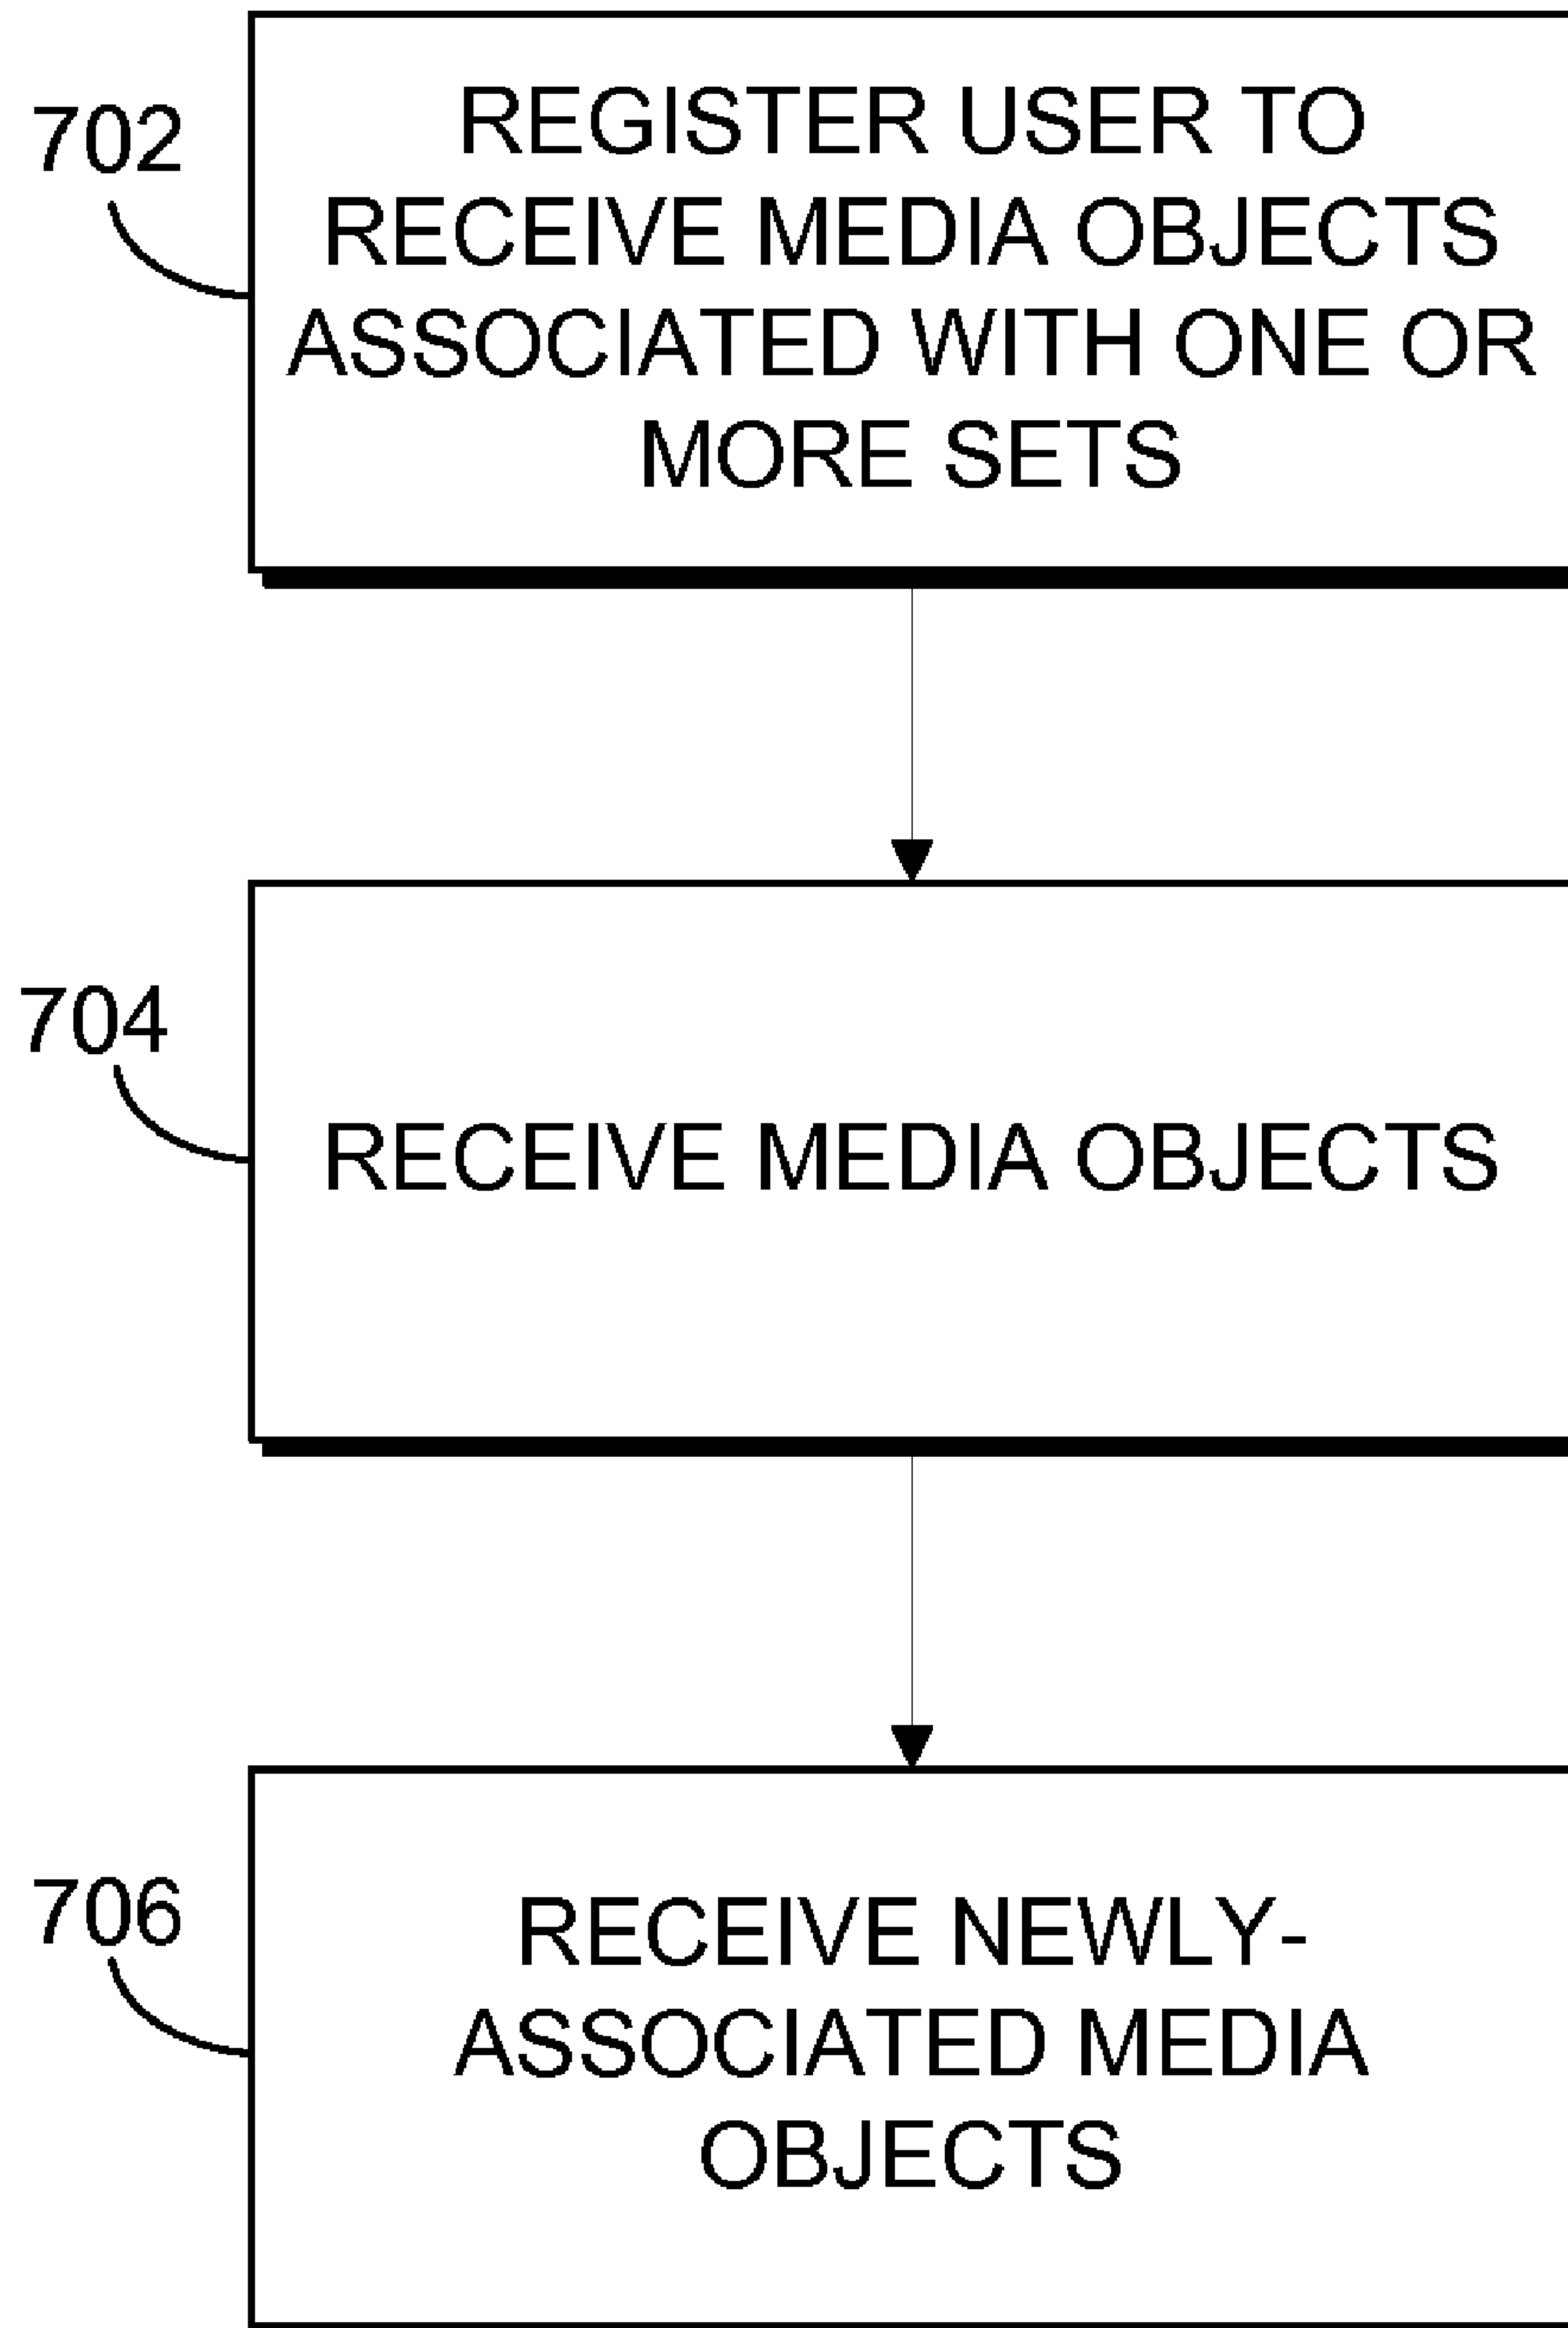 702
REGISTER USER TO
RECEIVE MEDIA OBJECTS
ASSOCIATED WITH ONE OR
MORE SETS
704
RECEIVE MEDIA OBJECTS
706
RECEIVE NEWLY-
ASSOCIATED MEDIA
OBJECTS